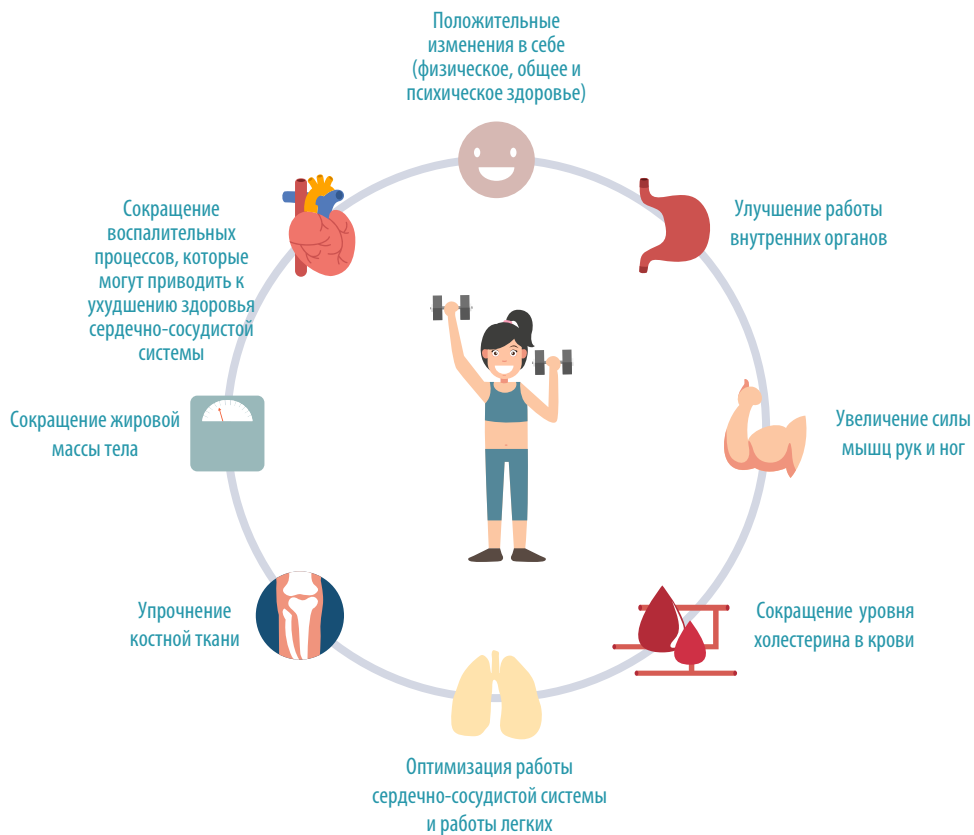 Положительные
изменения в себе
(физическое, общее и
психическое здоровье)
Улучшение работы
внутренних органов
Увеличение силы
мышц рук и ног
Сокращение уровня
холестерина в крови
Оптимизация работы
сердечно-сосудистой системы
и работы легких
Упрочнение
костной ткани
Сокращение жировой
массы тела
Сокращение
воспалительных
процессов, которые
могут приводить к
ухудшению здоровья
сердечно-сосудистой
системы